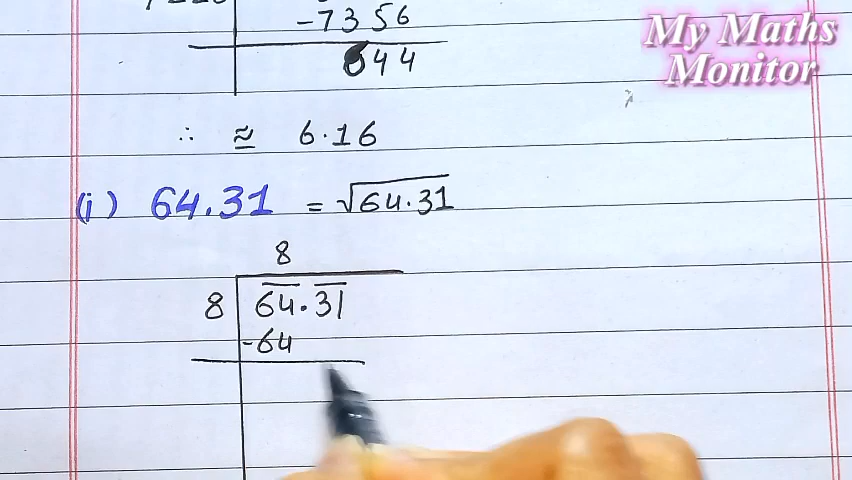 -7356
644
My Maths
Monitor
∴ ≅ 6.16
(j) 64.31 = √64.31
8
8 64.31
-64